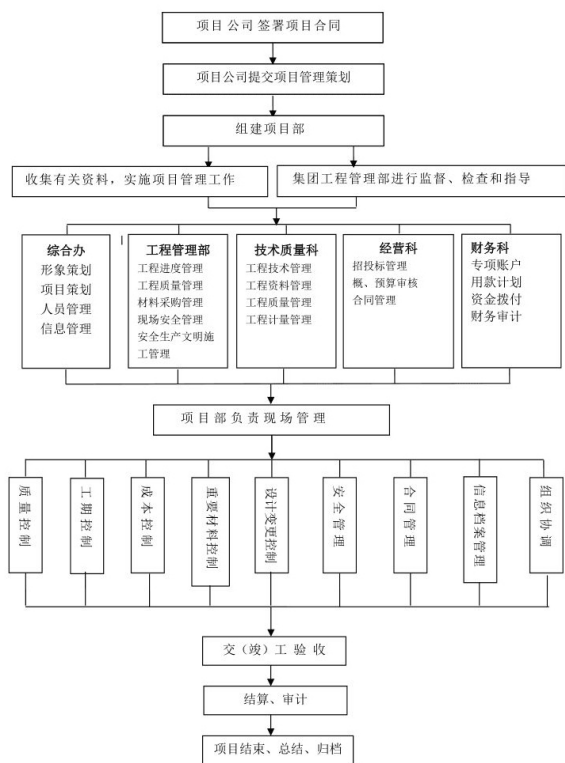 项目公司签署项目合同
项目公司提交项目管理策划
组建项目部
收集有关资料，实施项目管理工作
集团工程管理部进行监督、检查和指导
综合办
形象策划
项目策划
人员管理
信息管理
工程管理部
工程进度管理
工程质量管理
材料采购管理
现场安全管理
安全生产文明施
工管理
技术质量科
工程技术管理
工程资料管理
工程质量管理
工程计量管理
经营科
招投标管理
概、预算审核
合同管理
财务科
专项账户
用款计划
资金拨付
财务审计
项目部负责现场管理
质量控制
工期控制
成本控制
重要材料控制
设计变更控制
安全管理
合同管理
信息档案管理
组织协调
交（竣）工验收
结算、审计
项目结束、总结、归档